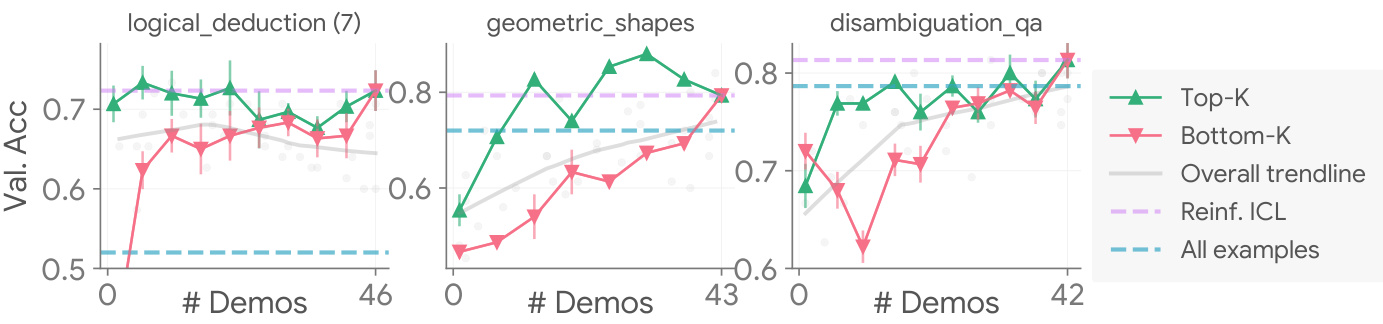 logical_deduction (7)
geometric_shapes
disambiguation_qa
Val. Acc
0.7
0.6
0.5
0
46
# Demos
0.8
0.6
0
43
# Demos
0.8
0.7
0.6
0
42
# Demos
Top-K
Bottom-K
Overall trendline
Reinf. ICL
All examples